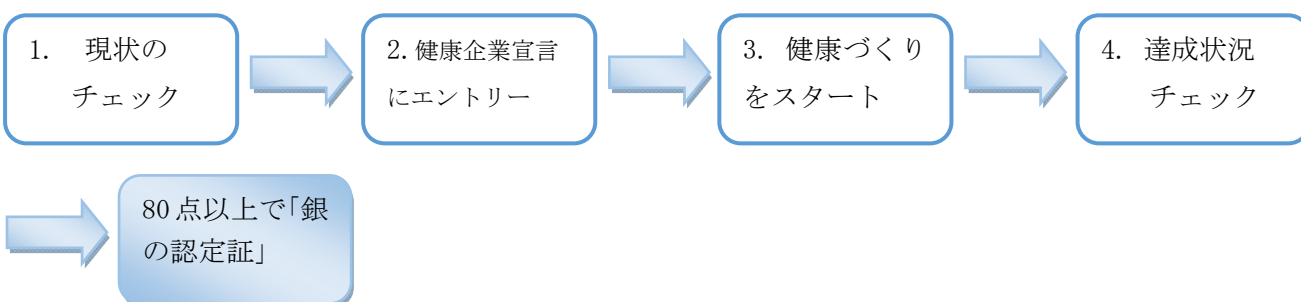 1. 現状の
チェック
2.健康企業宣言
にエントリー
3. 健康づくり
をスタート
4. 達成状況
チェック
80点以上で「銀
の認定証」